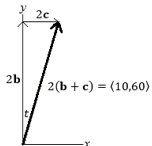 y
2c
2b
2(b + c) = ⟨10,60⟩
t
x